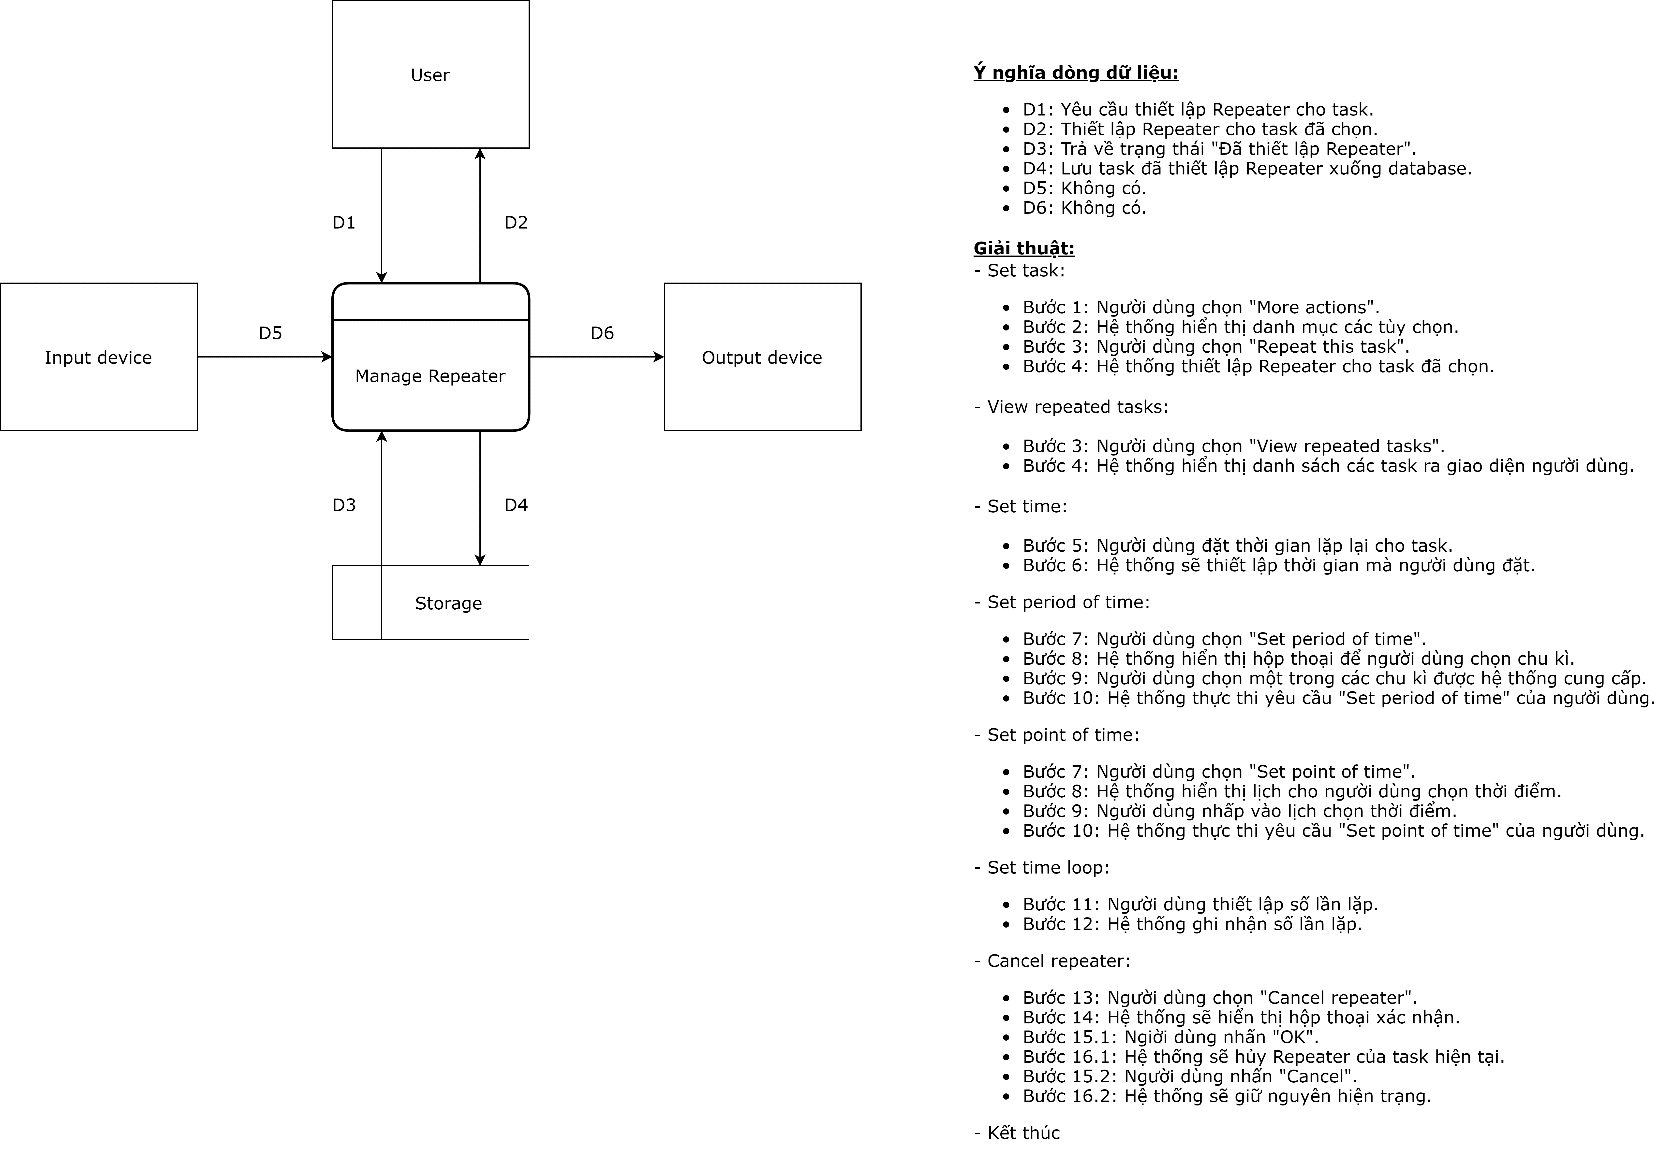 User
D1
D2
Input device
D5
Manage Repeater
D6
Output device
D3
D4
Storage
Ý nghĩa dòng dữ liệu:
• D1: Yêu cầu thiết lập Repeater cho task.
• D2: Thiết lập Repeater cho task đã chọn.
• D3: Trả về trạng thái "Đã thiết lập Repeater".
• D4: Lưu task đã thiết lập Repeater xuống database.
• D5: Không có.
• D6: Không có.
Giải thuật:
- Set task:
• Bước 1: Người dùng chọn "More actions".
• Bước 2: Hệ thống hiển thị danh mục các tùy chọn.
• Bước 3: Người dùng chọn "Repeat this task".
• Bước 4: Hệ thống thiết lập Repeater cho task đã chọn.
- View repeated tasks:
• Bước 3: Người dùng chọn "View repeated tasks".
• Bước 4: Hệ thống hiển thị danh sách các task ra giao diện người dùng.
- Set time:
• Bước 5: Người dùng đặt thời gian lặp lại cho task.
• Bước 6: Hệ thống sẽ thiết lập thời gian mà người dùng đặt.
- Set period of time:
• Bước 7: Người dùng chọn "Set period of time".
• Bước 8: Hệ thống hiển thị hộp thoại để người dùng chọn chu kì.
• Bước 9: Người dùng chọn một trong các chu kì được hệ thống cung cấp.
• Bước 10: Hệ thống thực thi yêu cầu "Set period of time" của người dùng.
- Set point of time:
• Bước 7: Người dùng chọn "Set point of time".
• Bước 8: Hệ thống hiển thị lịch cho người dùng chọn thời điểm.
• Bước 9: Người dùng nhấp vào lịch chọn thời điểm.
• Bước 10: Hệ thống thực thi yêu cầu "Set point of time" của người dùng.
- Set time loop:
• Bước 11: Người dùng thiết lập số lần lặp.
• Bước 12: Hệ thống ghi nhận số lần lặp.
- Cancel repeater:
• Bước 13: Người dùng chọn "Cancel repeater".
• Bước 14: Hệ thống sẽ hiển thị hộp thoại xác nhận.
• Bước 15.1: Ngiời dùng nhấn "OK".
• Bước 16.1: Hệ thống sẽ hủy Repeater của task hiện tại.
• Bước 15.2: Người dùng nhấn "Cancel".
• Bước 16.2: Hệ thống sẽ giữ nguyên hiện trạng.
- Kết thúc